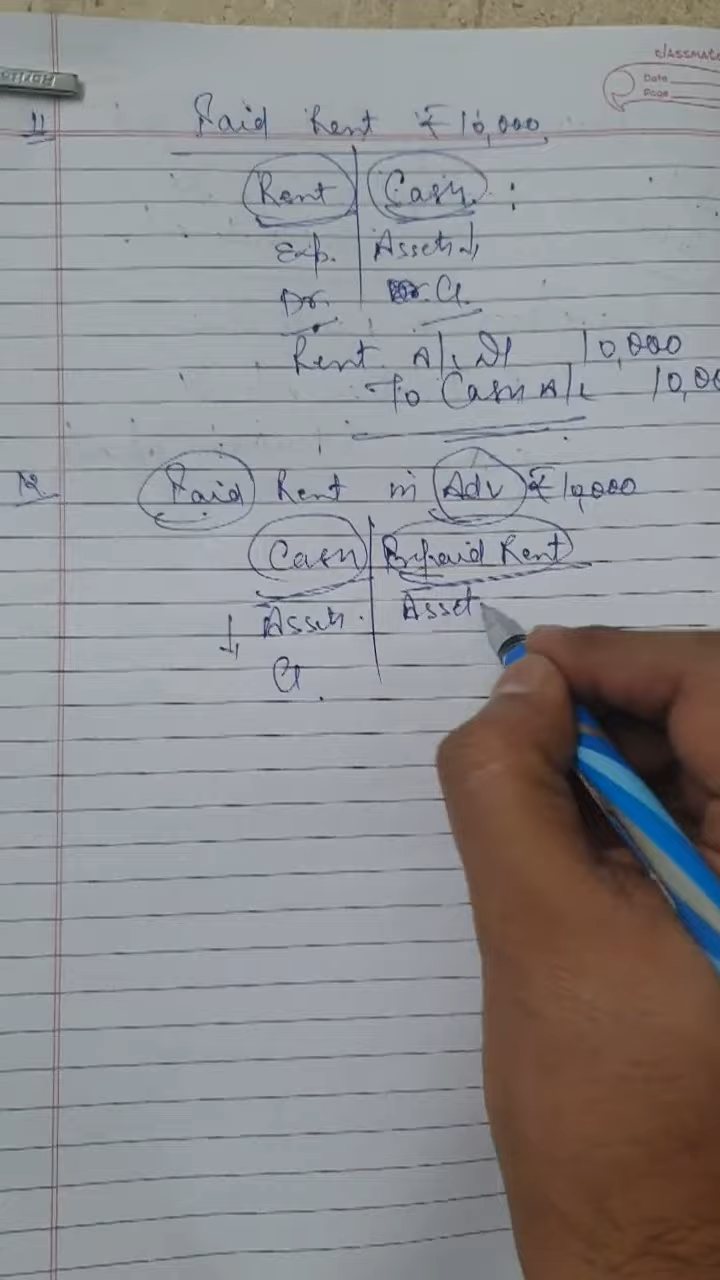 classmate
Date
Page
11 Paid Rent ₹ 10,000
Rent Cash :
Exp. Asset ↓
Dr. Cr.
Rent A/c Dr 10,000
To Cash A/c 10,00
12 Paid Rent in Adv ₹ 10,000
Cash Prepaid Rent
↓ Asset. Asset
Cr.